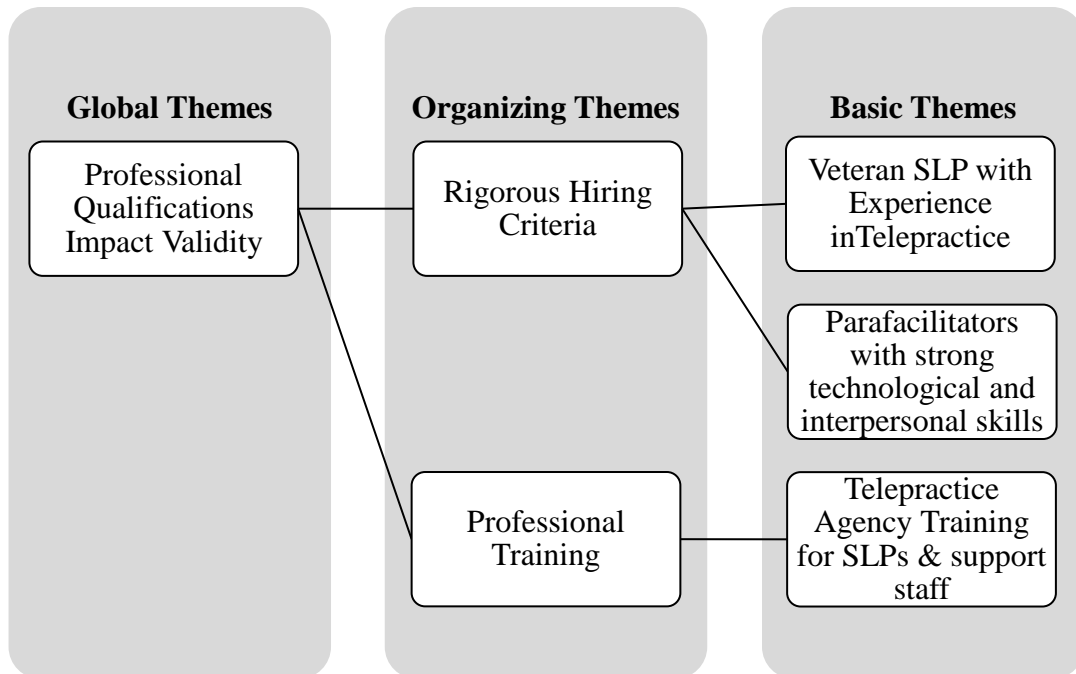 Global Themes
Professional
Qualifications
Impact Validity
Organizing Themes
Rigorous Hiring
Criteria
Professional
Training
Basic Themes
Veteran SLP with
Experience
inTelepractice
Parafacilitators
with strong
technological and
interpersonal skills
Telepractice
Agency Training
for SLPs & support
staff